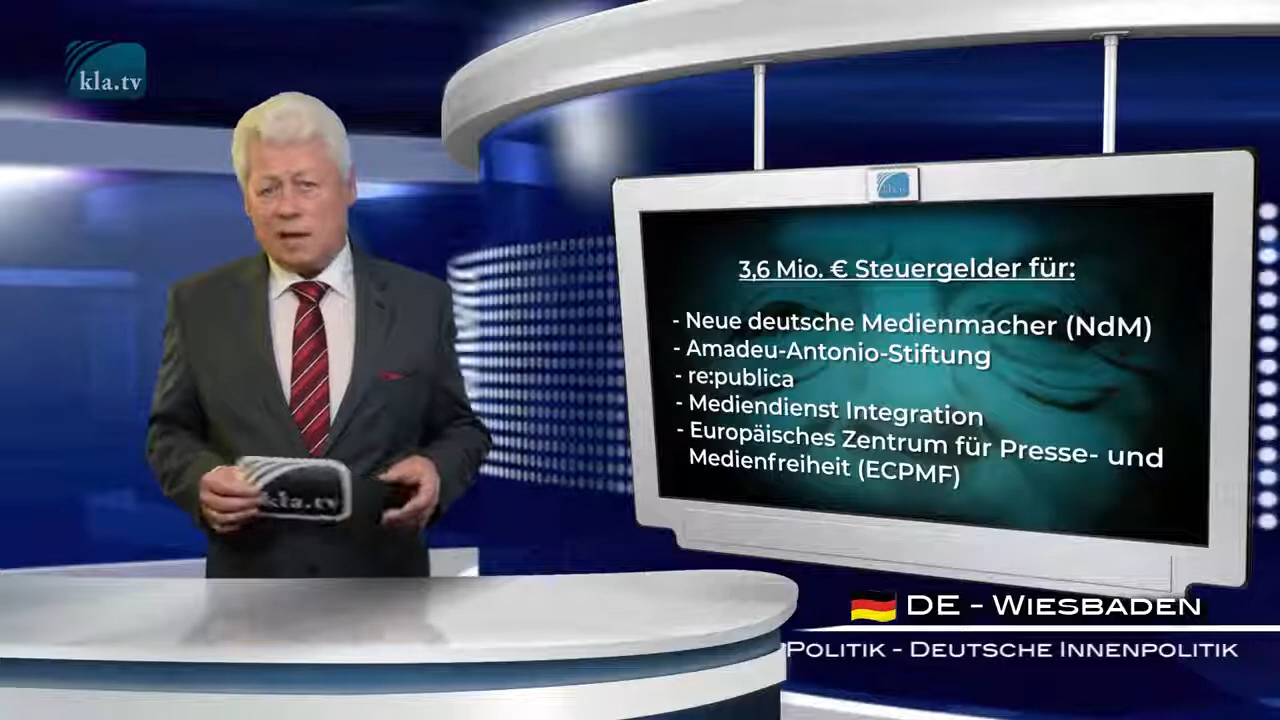 kla.tv
kla.tv
3,6 Mio. € Steuergelder für:
- Neue deutsche Medienmacher (NdM)
- Amadeu-Antonio-Stiftung
- re:publica
- Mediendienst Integration
- Europäisches Zentrum für Presse- und
Medienfreiheit (ECPMF)
kla.tv
DE - Wiesbaden
Politik - Deutsche Innenpolitik